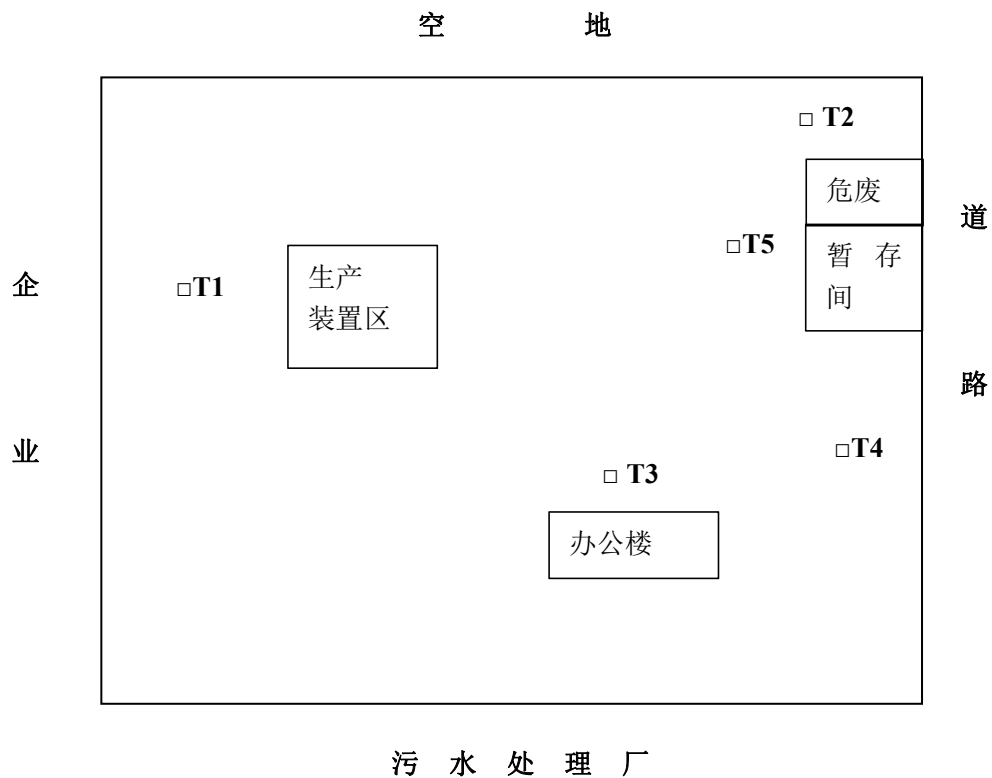 空 地
□ T2
危废
道
□T5
暂 存
间
企
□T1
生产
装置区
路
业
□T4
□ T3
办公楼
污 水 处 理 厂